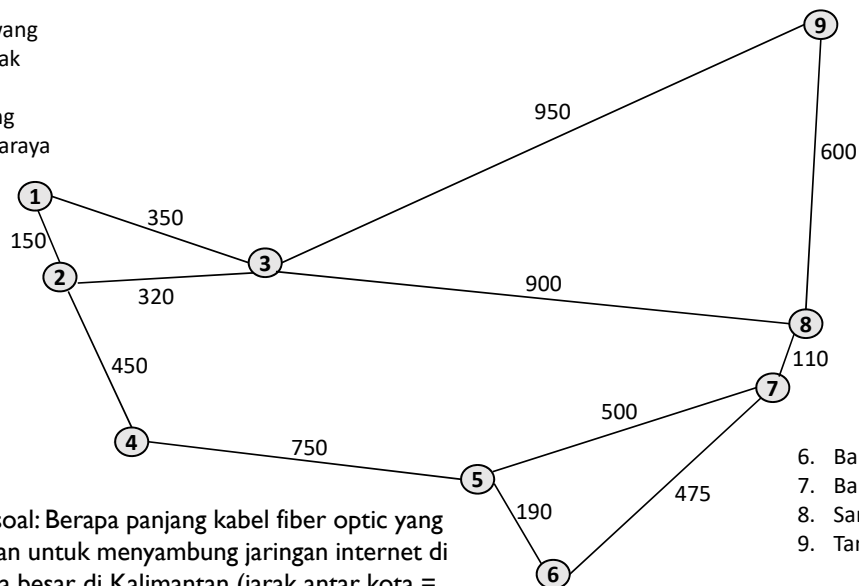 yang
ak
ng
araya
9
950
600
1
350
150
3
2
320
900
8
450
110
7
500
4
750
5
475
190
6
6. Ba
7. Ba
8. Sar
9. Tar
soal: Berapa panjang kabel fiber optic yang
an untuk menyambung jaringan internet di
a besar di Kalimantan (jarak antar kota =